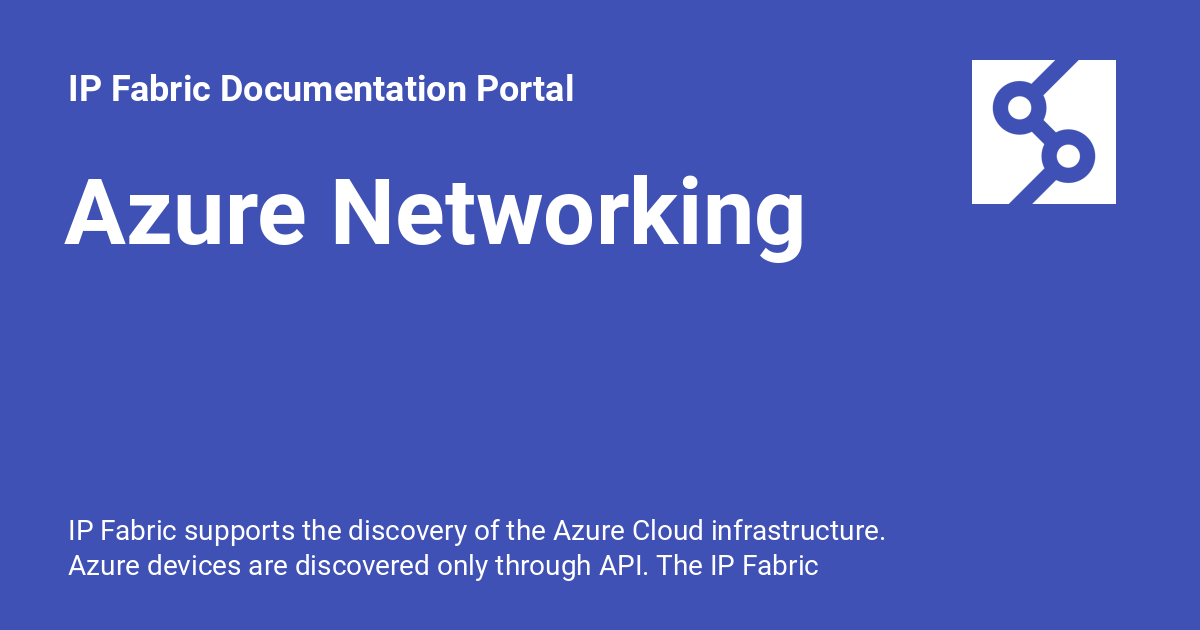 IP Fabric Documentation Portal
Azure Networking
IP Fabric supports the discovery of the Azure Cloud infrastructure.
Azure devices are discovered only through API. The IP Fabric